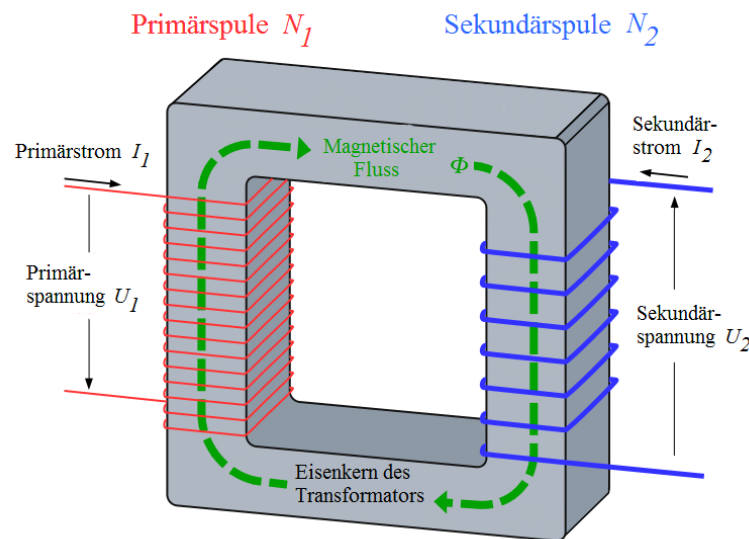 Primärspule N1
Sekundärspule N2
Primärstrom I1
Magnetischer
Fluss
Φ
Sekundär-
strom I2
Primär-
spannung U1
Sekundär-
spannung U2
Eisenkern des
Transformators